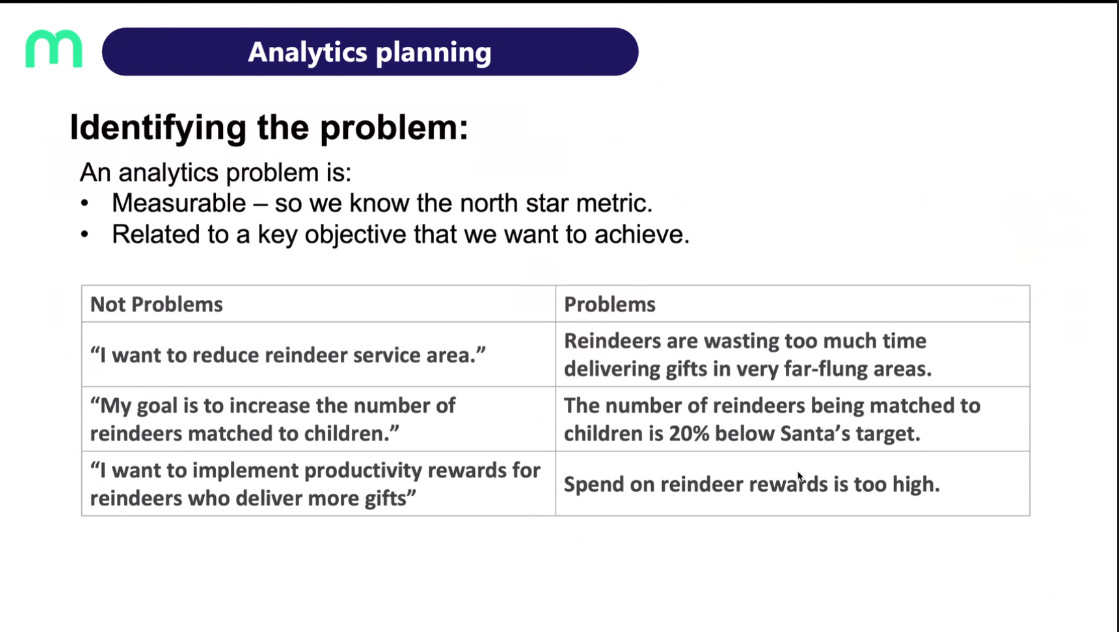 m
Analytics planning
Identifying the problem:
An analytics problem is:
• Measurable – so we know the north star metric.
• Related to a key objective that we want to achieve.
Not Problems
Problems
“I want to reduce reindeer service area.”
Reindeers are wasting too much time
delivering gifts in very far-flung areas.
“My goal is to increase the number of
reindeers matched to children.”
The number of reindeers being matched to
children is 20% below Santa’s target.
“I want to implement productivity rewards for
reindeers who deliver more gifts”
Spend on reindeer rewards is too high.